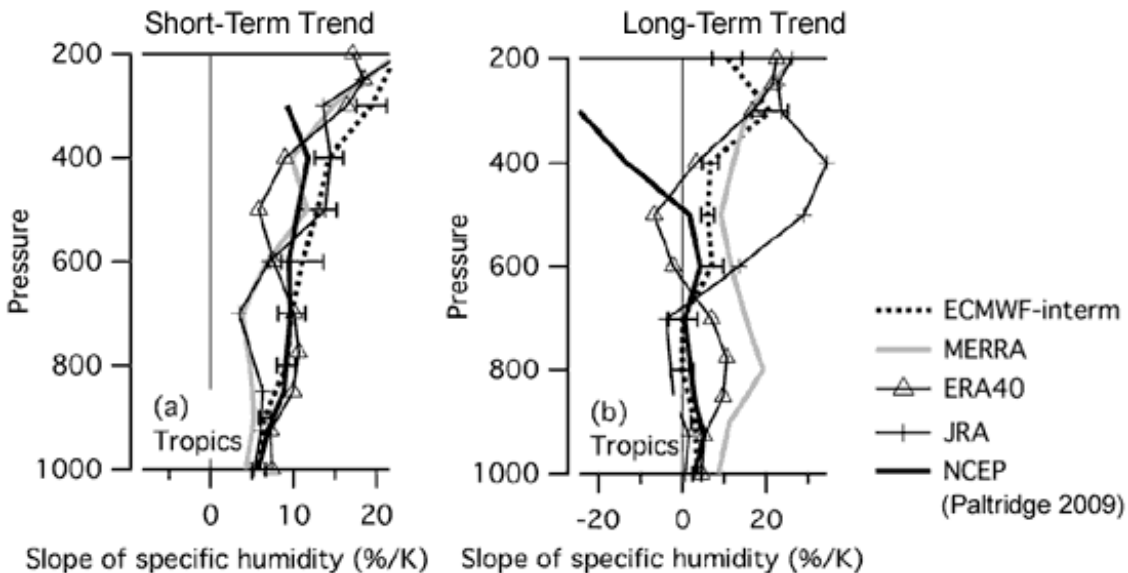 Short-Term Trend
Long-Term Trend
200
400
600
800
1000
Pressure
(a)
Tropics
0
10
20
Slope of specific humidity (%/K)
200
400
600
800
1000
Pressure
(b)
Tropics
-20
0
20
Slope of specific humidity (%/K)
ECMWF-interm
MERRA
ERA40
JRA
NCEP
(Paltridge 2009)